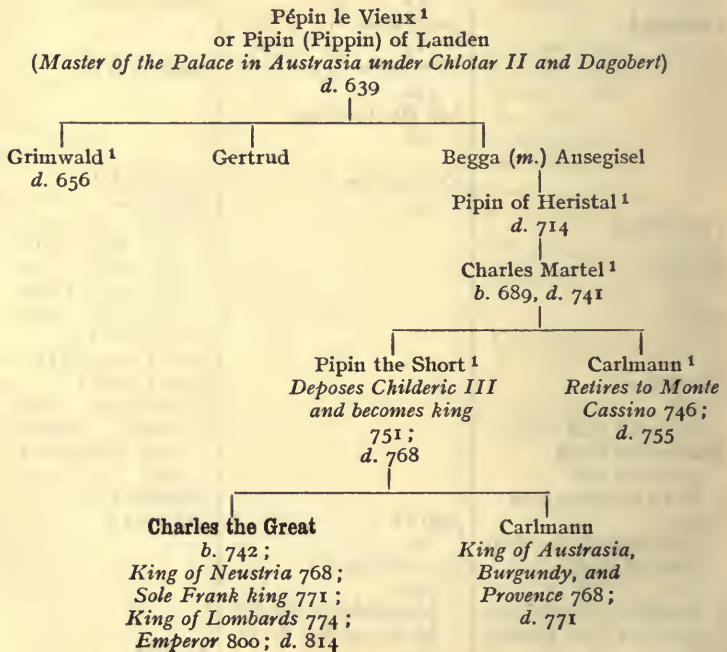 Pépin le Vieux ¹
or Pipin (Pippin) of Landen
(Master of the Palace in Austrasia under Chlotar II and Dagobert)
d. 639
Grimwald ¹ Gertrud Begga (m.) Ansegisel
d. 656
Pipin of Heristal ¹
d. 714
Charles Martel ¹
b. 689, d. 741
Pipin the Short ¹
Deposes Childeric III
and becomes king
751;
d. 768
Carlmann ¹
Retires to Monte
Cassino 746;
d. 755
Charles the Great
b. 742;
King of Neustria 768;
Sole Frank king 771;
King of Lombards 774;
Emperor 800; d. 814
Carlmann
King of Austrasia,
Burgundy, and
Provence 768;
d. 771